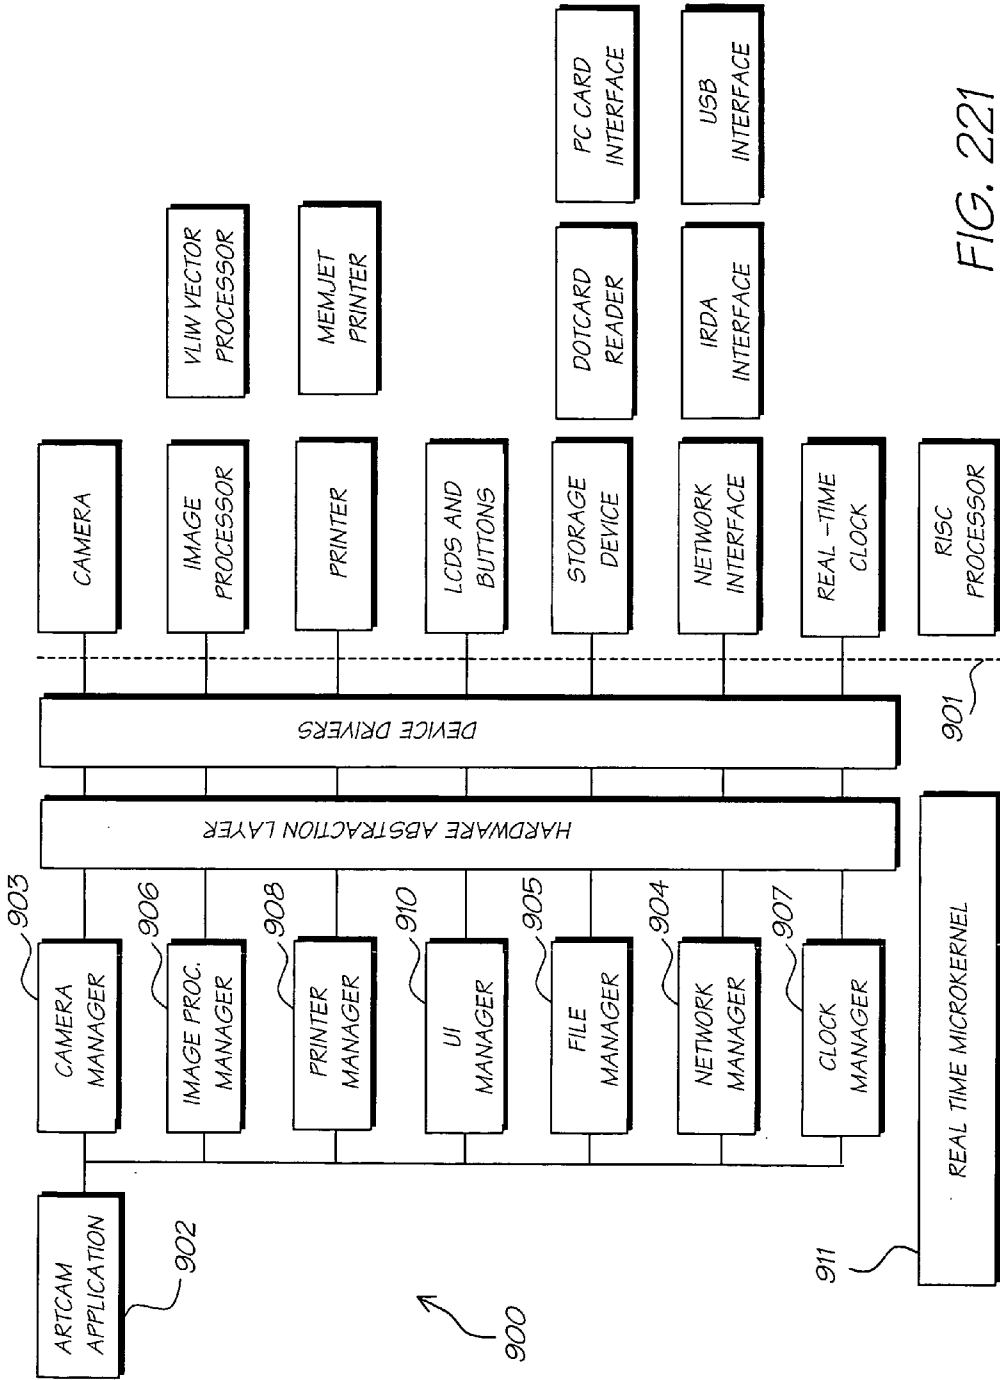 ARTCAM
APPLICATION
902
900
CAMERA
MANAGER
903
IMAGE PROC.
MANAGER
906
PRINTER
MANAGER
908
UI
MANAGER
910
FILE
MANAGER
905
NETWORK
MANAGER
904
CLOCK
MANAGER
907
REAL TIME MICROKERNEL
911
HARDWARE ABSTRACTION LAYER
DEVICE DRIVERS
901
CAMERA
IMAGE
PROCESSOR
VLIW VECTOR
PROCESSOR
PRINTER
MEMJET
PRINTER
LCDS AND
BUTTONS
STORAGE
DEVICE
DOTCARD
READER
PC CARD
INTERFACE
NETWORK
INTERFACE
IRDA
INTERFACE
USB
INTERFACE
REAL -TIME
CLOCK
RISC
PROCESSOR
FIG. 221